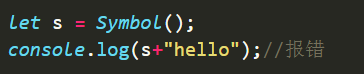 let s = Symbol();
console.log(s+"hello");//报错